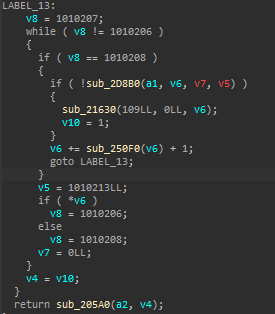 LABEL_13:
v8 = 1010207;
while ( v8 != 1010206 )
{
if ( v8 == 1010208 )
{
if ( !sub_2D8B0(a1, v6, v7, v5) )
{
sub_21630(109LL, 0LL, v6);
v10 = 1;
}
v6 += sub_250F0(v6) + 1;
goto LABEL_13;
}
v5 = 1010213LL;
if ( *v6 )
v8 = 1010206;
else
v8 = 1010208;
v7 = 0LL;
}
v4 = v10;
}
return sub_205A0(a2, v4);